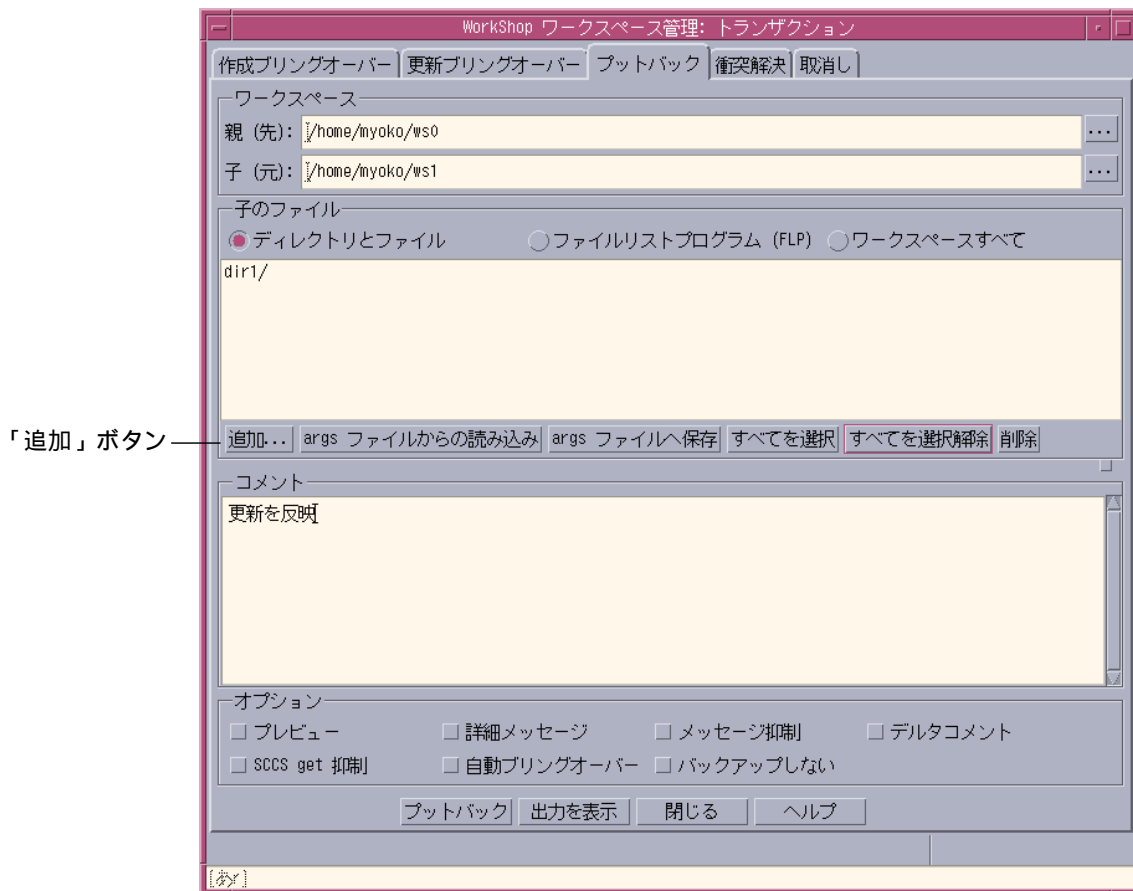 WorkShop ワークスペース管理: トランザクション
作成ブリングオーバー 更新ブリングオーバー プットバック 衝突解決 取消し
ワークスペース
親 (先): /home/myoko/ws0 ...
子 (元): /home/myoko/ws1 ...
子のファイル
ディレクトリとファイル ファイルリストプログラム (FLP) ワークスペースすべて
dir1/
「追加」ボタン 追加... args ファイルからの読み込み args ファイルへ保存 すべてを選択 すべてを選択解除 削除
コメント
更新を反映
オプション
プレビュー 詳細メッセージ メッセージ抑制 デルタコメント
SCCS get 抑制 自動ブリングオーバー バックアップしない
プットバック 出力を表示 閉じる ヘルプ